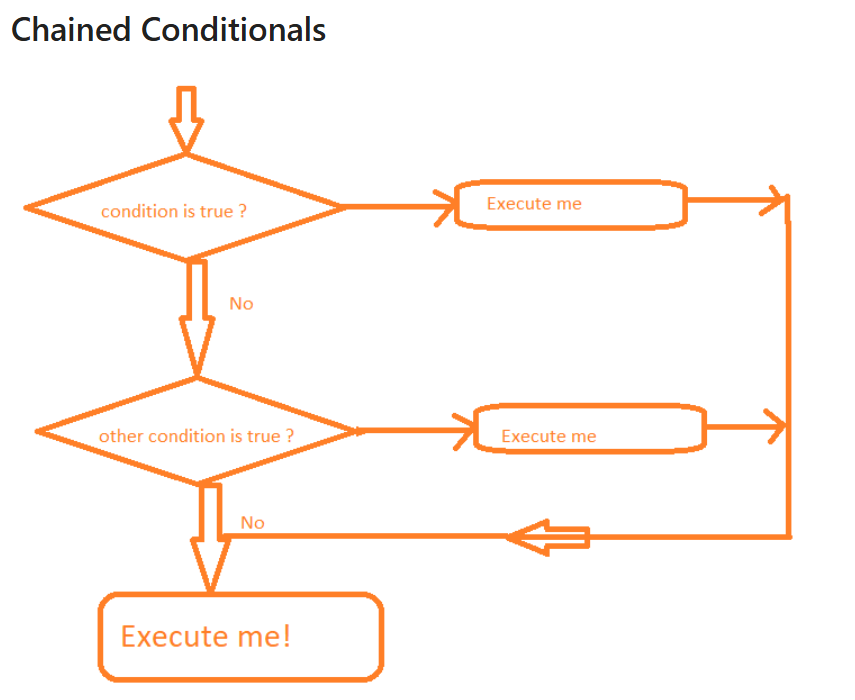 Chained Conditionals
condition is true ?
Execute me
No
other condition is true ?
Execute me
No
Execute me!